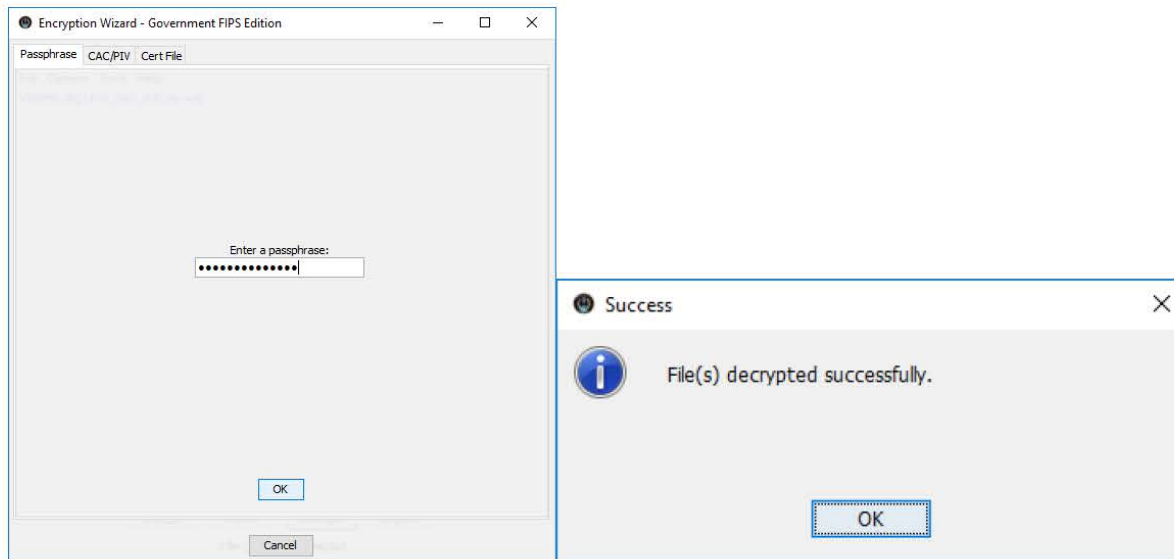 Encryption Wizard - Government FIPS Edition
Passphrase CAC/PIV Cert File
Enter a passphrase:
••••••••••••••
OK
Cancel
Success
File(s) decrypted successfully.
OK